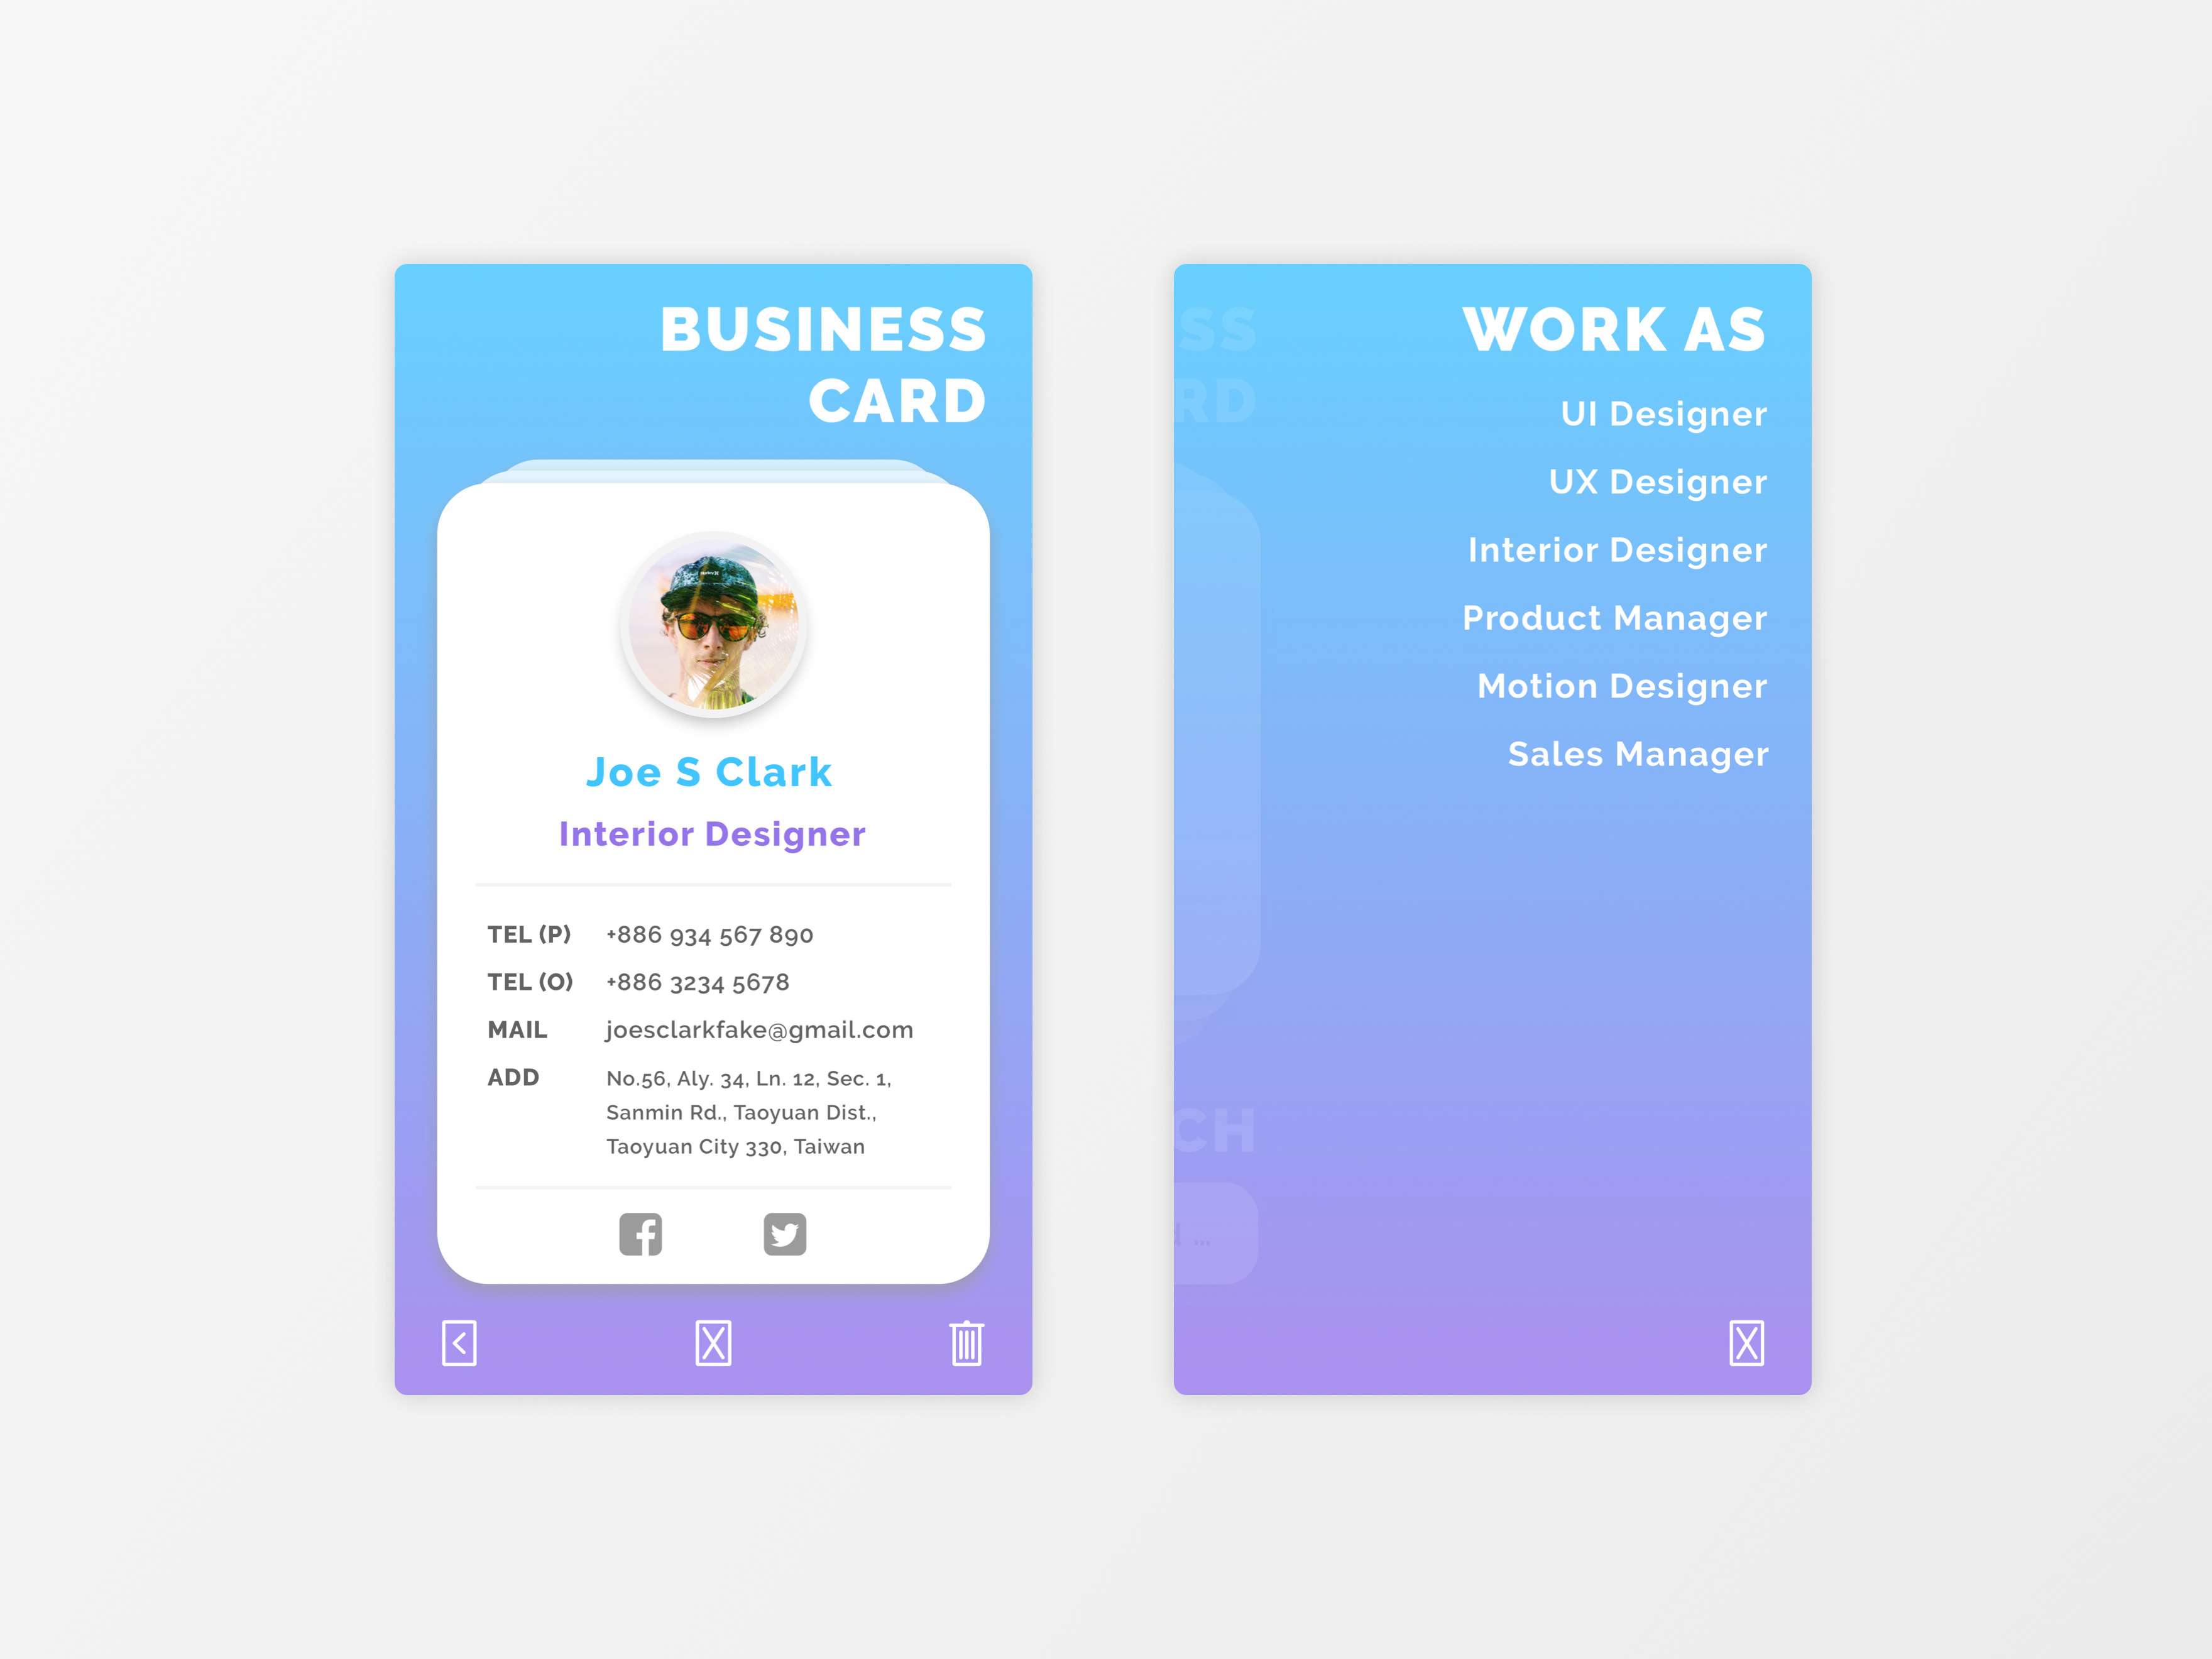 BUSINESS
CARD
Joe S Clark
Interior Designer
TEL (P) +886 934 567 890
TEL (O) +886 3234 5678
MAIL joesclarkfake@gmail.com
ADD No.56, Aly. 34, Ln. 12, Sec. 1,
Sanmin Rd., Taoyuan Dist.,
Taoyuan City 330, Taiwan
WORK AS
UI Designer
UX Designer
Interior Designer
Product Manager
Motion Designer
Sales Manager
SS
RD
CH
d ...